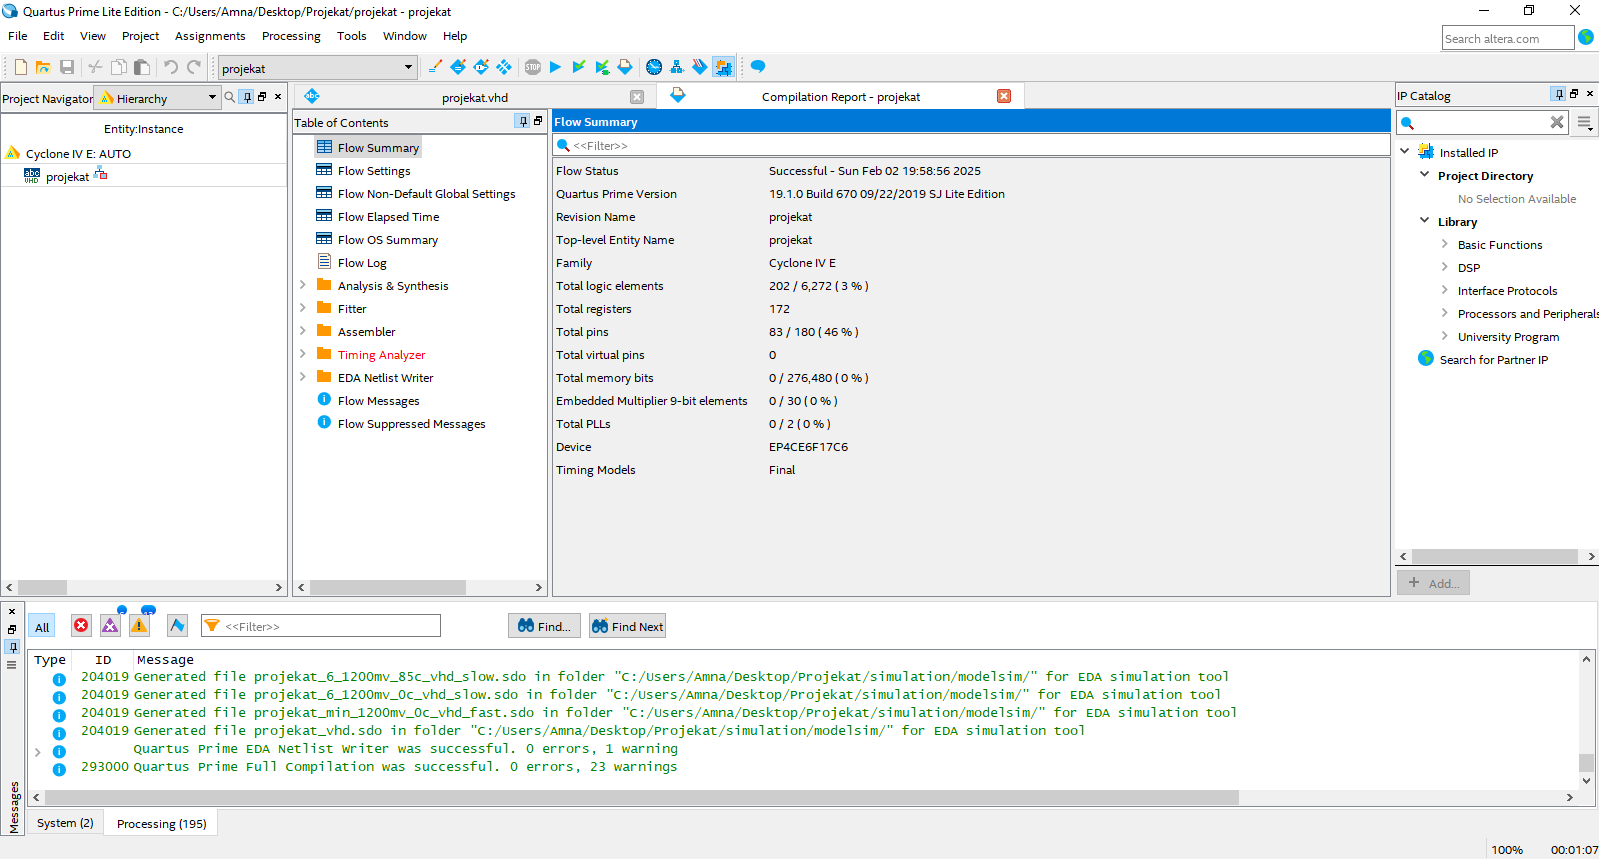 Quartus Prime Lite Edition - C:/Users/Amna/Desktop/Projekat/projekat - projekat
File Edit View Project Assignments Processing Tools Window Help
Search altera.com
projekat
STOP
Project Navigator Hierarchy
Entity:Instance
Cyclone IV E: AUTO
abc VHD projekat
abc projekat.vhd
Compilation Report - projekat
Table of Contents
Flow Summary
Flow Settings
Flow Non-Default Global Settings
Flow Elapsed Time
Flow OS Summary
Flow Log
Analysis & Synthesis
Fitter
Assembler
Timing Analyzer
EDA Netlist Writer
Flow Messages
Flow Suppressed Messages
Flow Summary
<<Filter>>
Flow Status Successful - Sun Feb 02 19:58:56 2025
Quartus Prime Version 19.1.0 Build 670 09/22/2019 SJ Lite Edition
Revision Name projekat
Top-level Entity Name projekat
Family Cyclone IV E
Total logic elements 202 / 6,272 ( 3 % )
Total registers 172
Total pins 83 / 180 ( 46 % )
Total virtual pins 0
Total memory bits 0 / 276,480 ( 0 % )
Embedded Multiplier 9-bit elements 0 / 30 ( 0 % )
Total PLLs 0 / 2 ( 0 % )
Device EP4CE6F17C6
Timing Models Final
IP Catalog
Installed IP
Project Directory
No Selection Available
Library
Basic Functions
DSP
Interface Protocols
Processors and Peripherals
University Program
Search for Partner IP
+ Add...
All
<<Filter>>
Find...
Find Next
Type ID Message
204019 Generated file projekat_6_1200mv_85c_vhd_slow.sdo in folder "C:/Users/Amna/Desktop/Projekat/simulation/modelsim/" for EDA simulation tool
204019 Generated file projekat_6_1200mv_0c_vhd_slow.sdo in folder "C:/Users/Amna/Desktop/Projekat/simulation/modelsim/" for EDA simulation tool
204019 Generated file projekat_min_1200mv_0c_vhd_fast.sdo in folder "C:/Users/Amna/Desktop/Projekat/simulation/modelsim/" for EDA simulation tool
204019 Generated file projekat_vhd.sdo in folder "C:/Users/Amna/Desktop/Projekat/simulation/modelsim/" for EDA simulation tool
Quartus Prime EDA Netlist Writer was successful. 0 errors, 1 warning
293000 Quartus Prime Full Compilation was successful. 0 errors, 23 warnings
Messages
System (2)
Processing (195)
100% 00:01:07